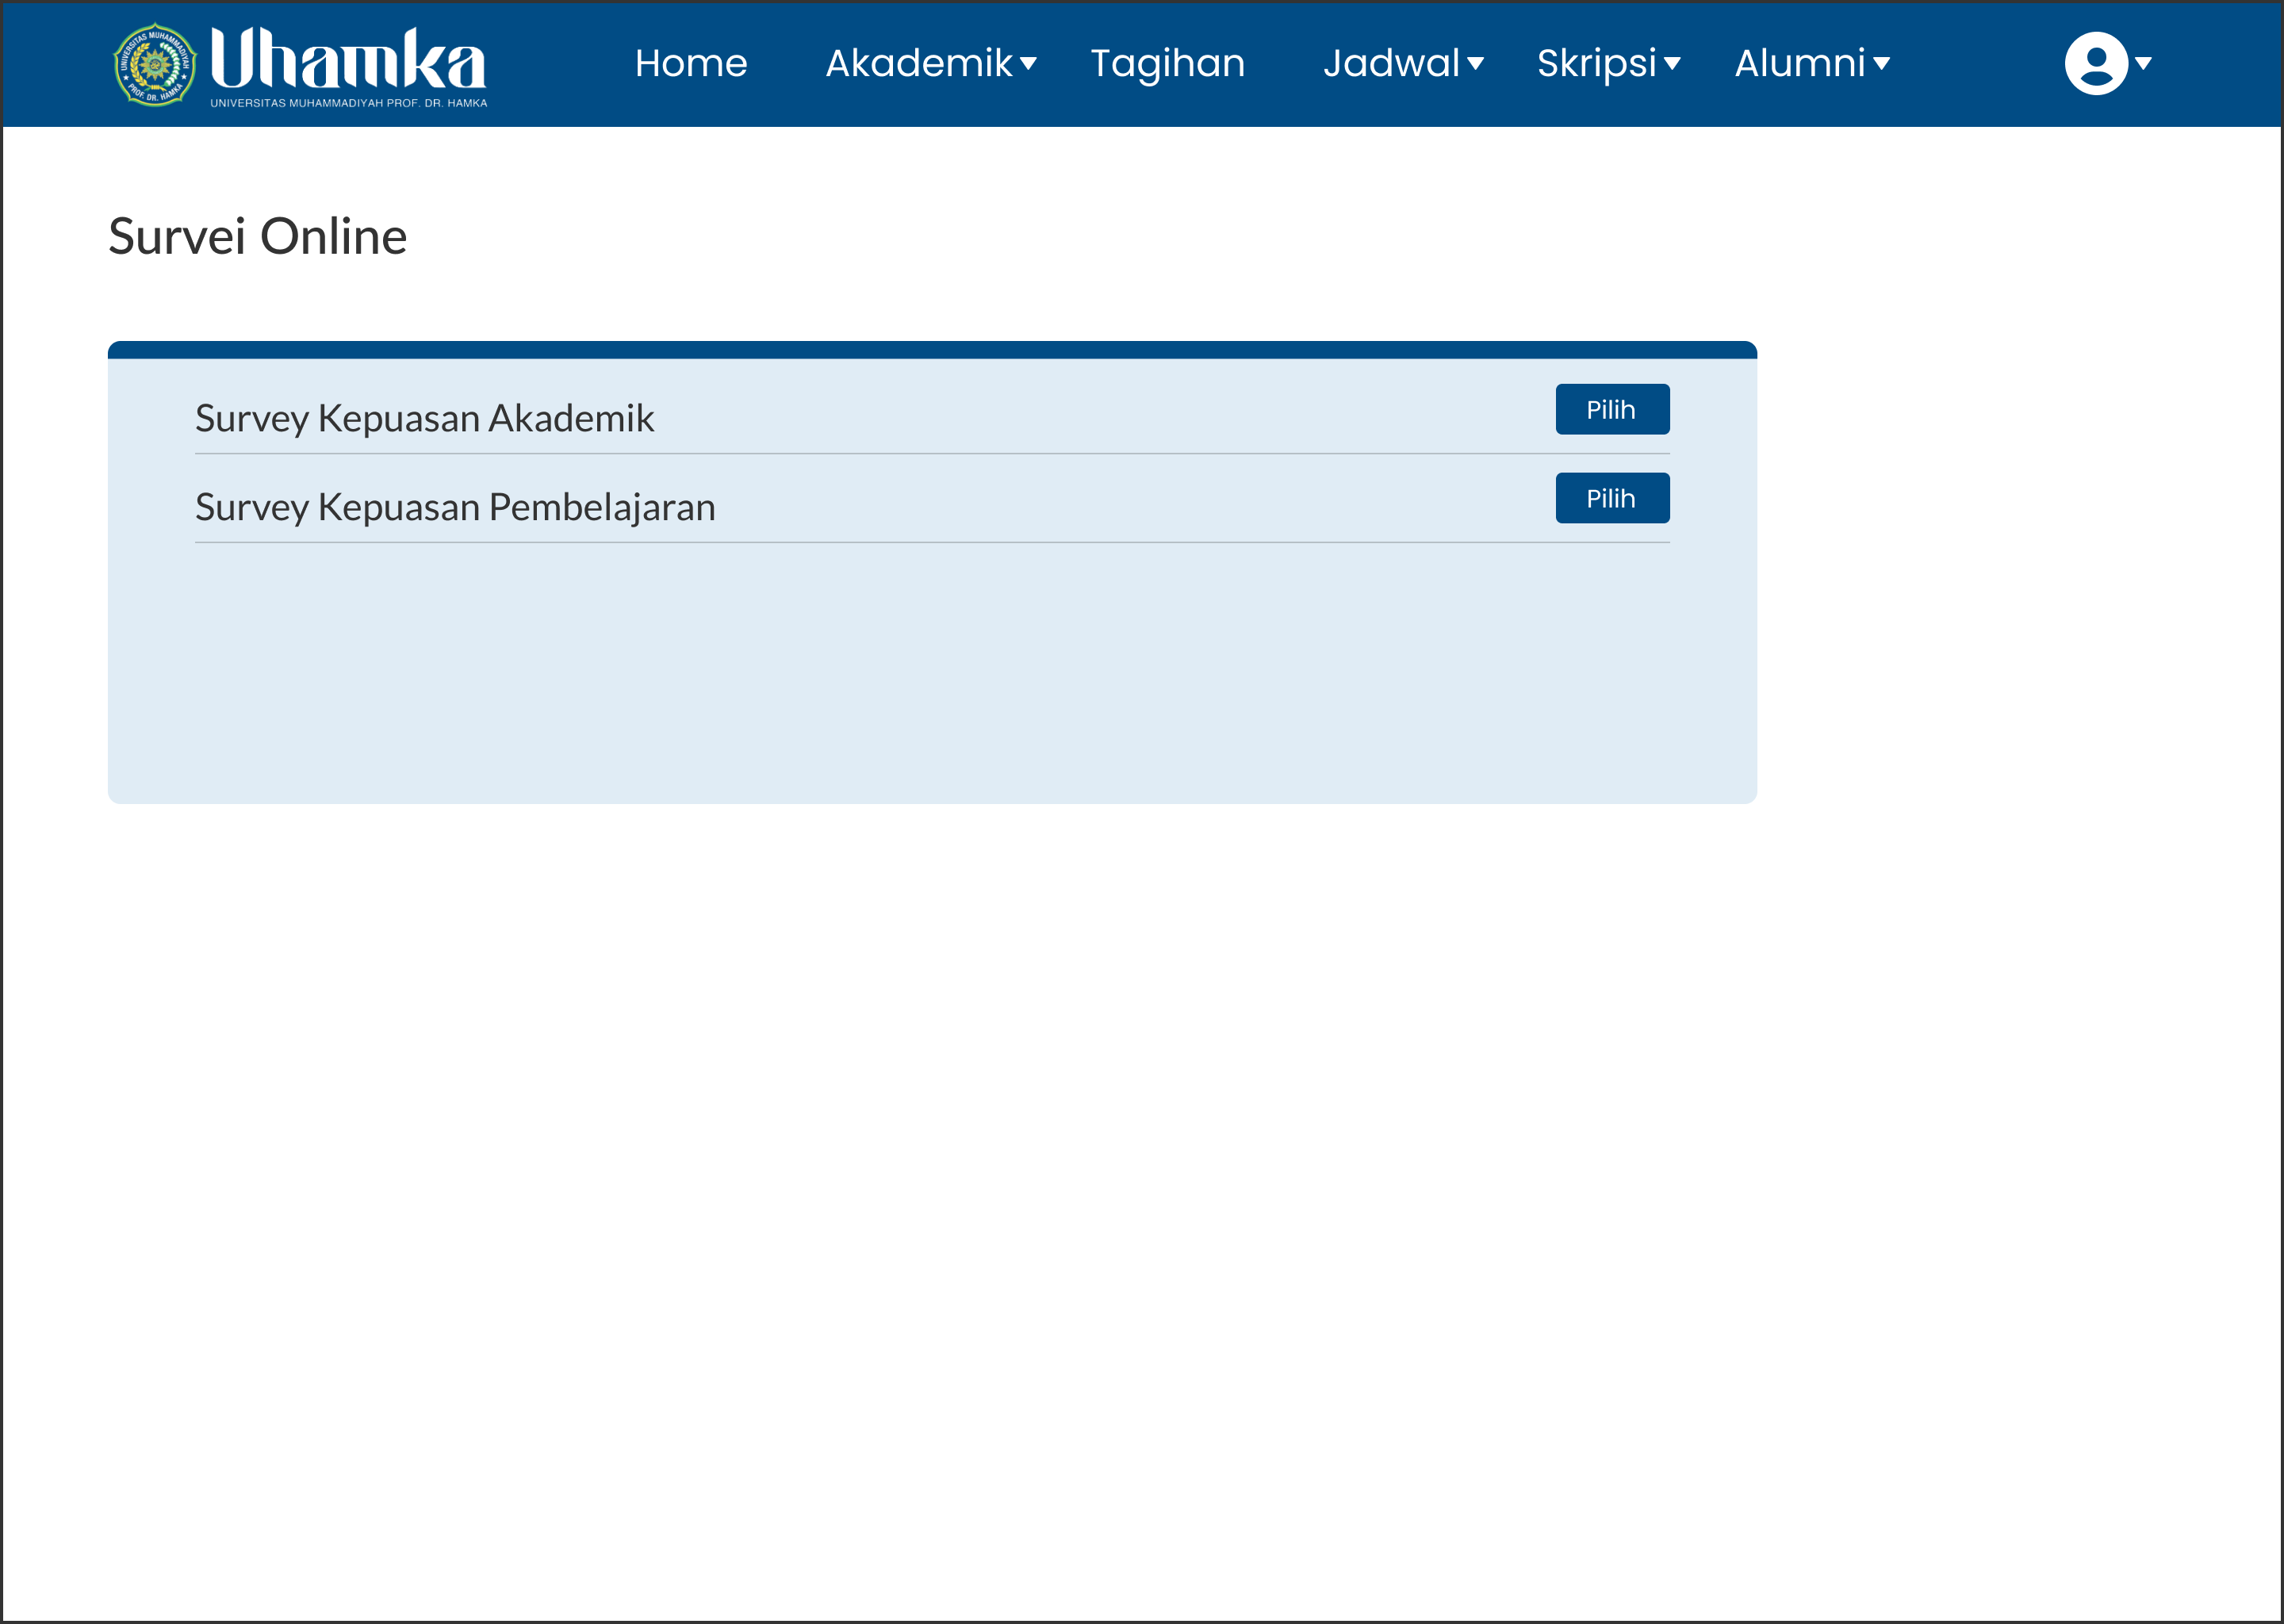 UNIVERSITAS MUHAMMADIYAH
PROF. DR. HAMKA
Uhamka
UNIVERSITAS MUHAMMADIYAH PROF. DR. HAMKA
Home Akademik Tagihan Jadwal Skripsi Alumni
Survei Online
Survey Kepuasan Akademik Pilih
Survey Kepuasan Pembelajaran Pilih